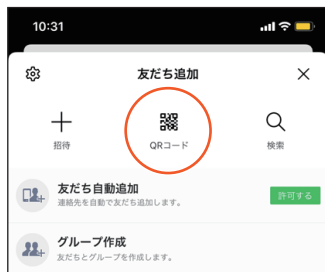 10:31
友だち追加
招待
QRコード
検索
友だち自動追加
連絡先を自動で友だち追加します。
許可する
グループ作成
友だちとグループを作成します。